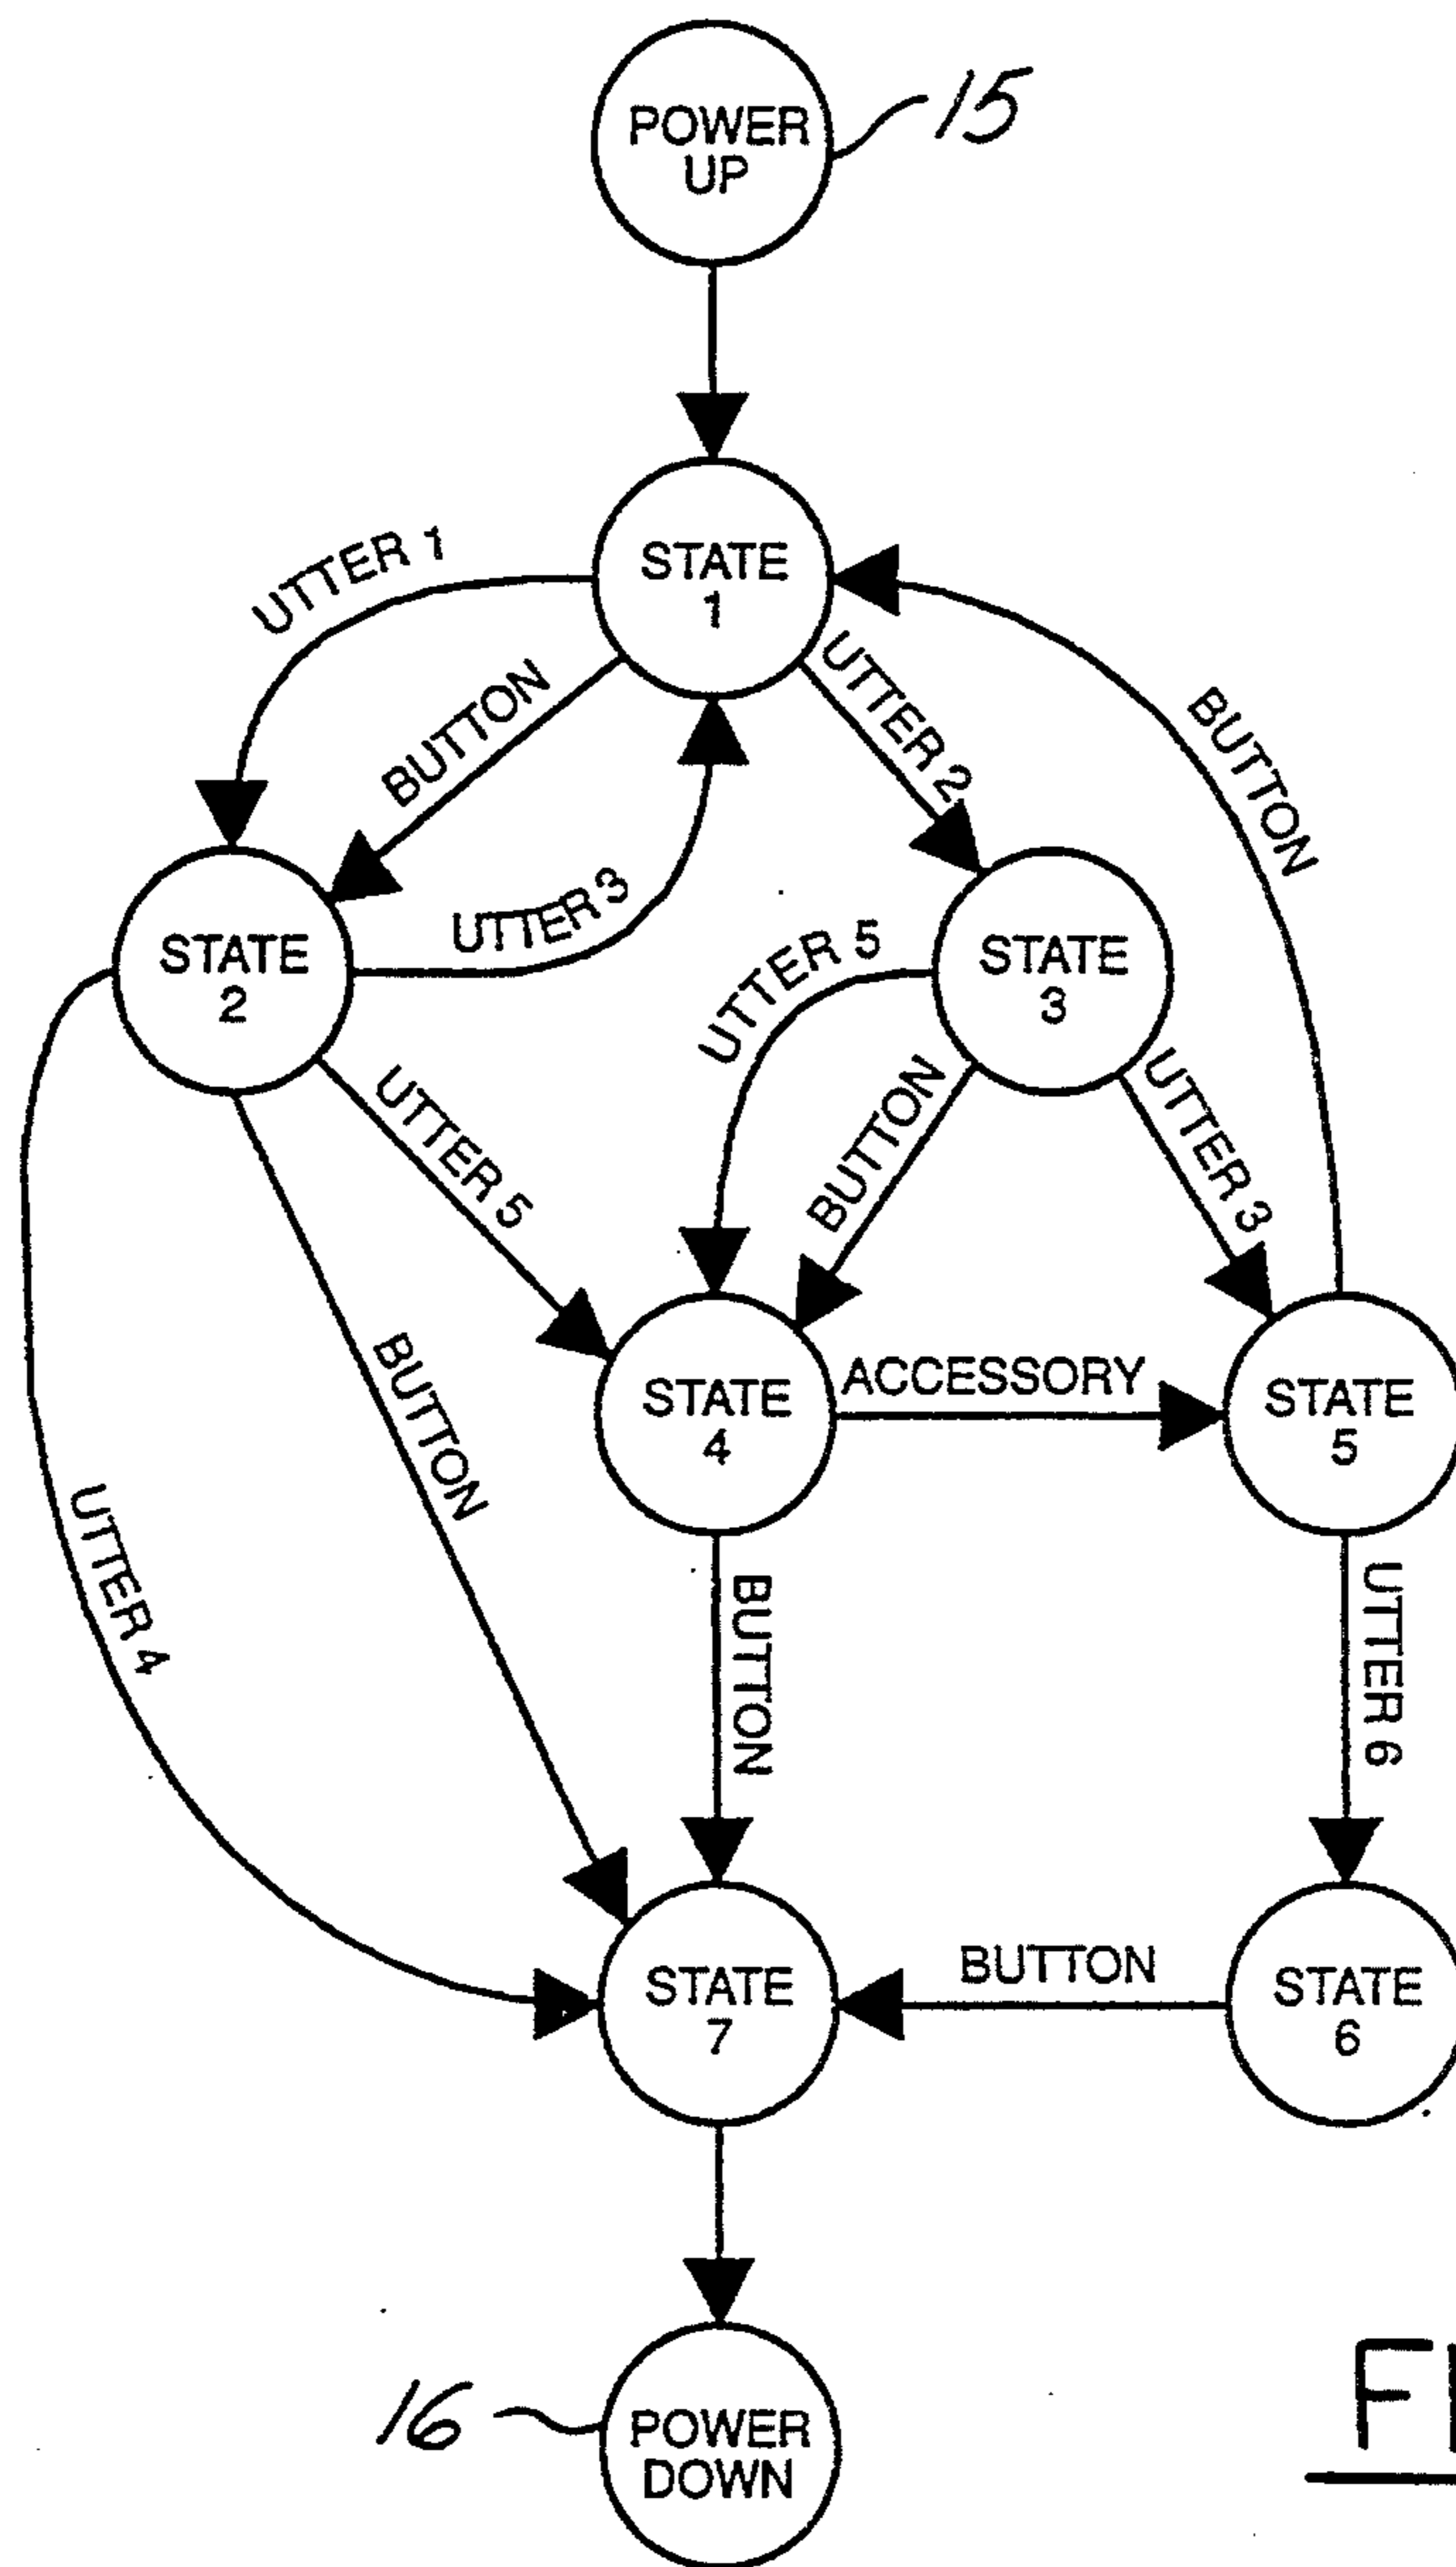 POWER
UP
15
STATE
1
UTTER 1
BUTTON
UTTER 2
BUTTON
UTTER 3
STATE
2
STATE
3
UTTER 5
BUTTON
UTTER 3
UTTER 5
BUTTON
UTTER 4
STATE
4
ACCESSORY
STATE
5
BUTTON
UTTER 6
STATE
7
BUTTON
STATE
6
16
POWER
DOWN